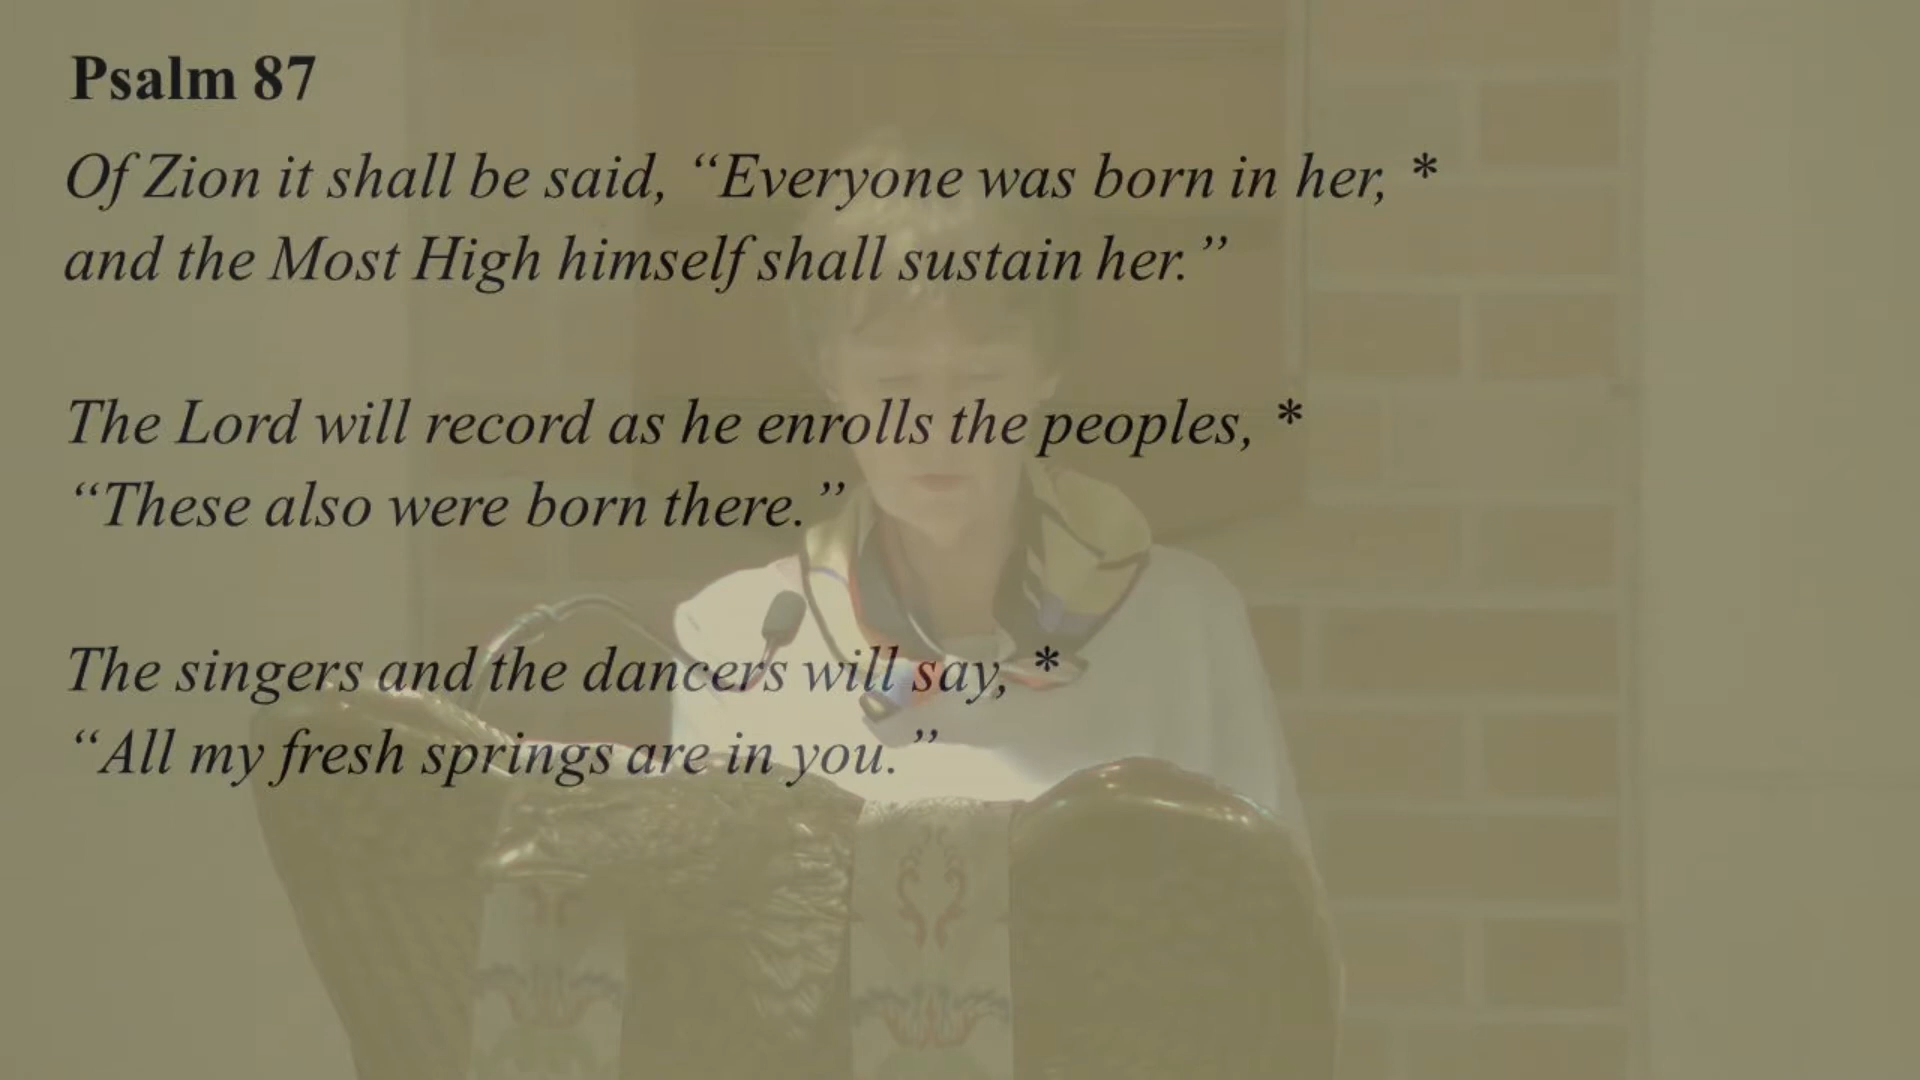 Psalm 87
Of Zion it shall be said, “Everyone was born in her, *
and the Most High himself shall sustain her.”
The Lord will record as he enrolls the peoples, *
“These also were born there.”
The singers and the dancers will say, *
“All my fresh springs are in you.”